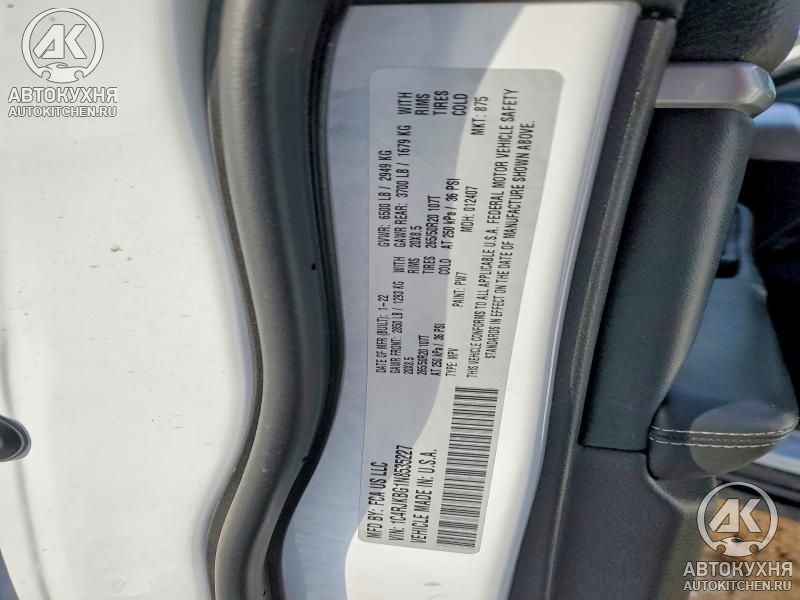 АК
АВТОКУХНЯ
AUTOKITCHEN.RU
MFD BY: FCA US LLC
DATE OF MFR (BUILT): 1-22
GVWR: 6500 LB / 2949 KG
GAWR FRONT: 2850 LB / 1293 KG WITH
20X8.5 RIMS
265/50R20 107T TIRES
AT 250 kPa / 36 PSI COLD
GAWR REAR: 3700 LB / 1679 KG WITH
20X8.5 RIMS
265/50R20 107T TIRES
AT 250 kPa / 36 PSI COLD
VIN: 1C4RJKBG1N8535227
TYPE: MPV
PAINT: PW7
MDH: 012407
MKT: 875
VEHICLE MADE IN: U.S.A.
THIS VEHICLE CONFORMS TO ALL APPLICABLE U.S.A. FEDERAL MOTOR VEHICLE SAFETY
STANDARDS IN EFFECT ON THE DATE OF MANUFACTURE SHOWN ABOVE.
АК
АВТОКУХНЯ
AUTOKITCHEN.RU